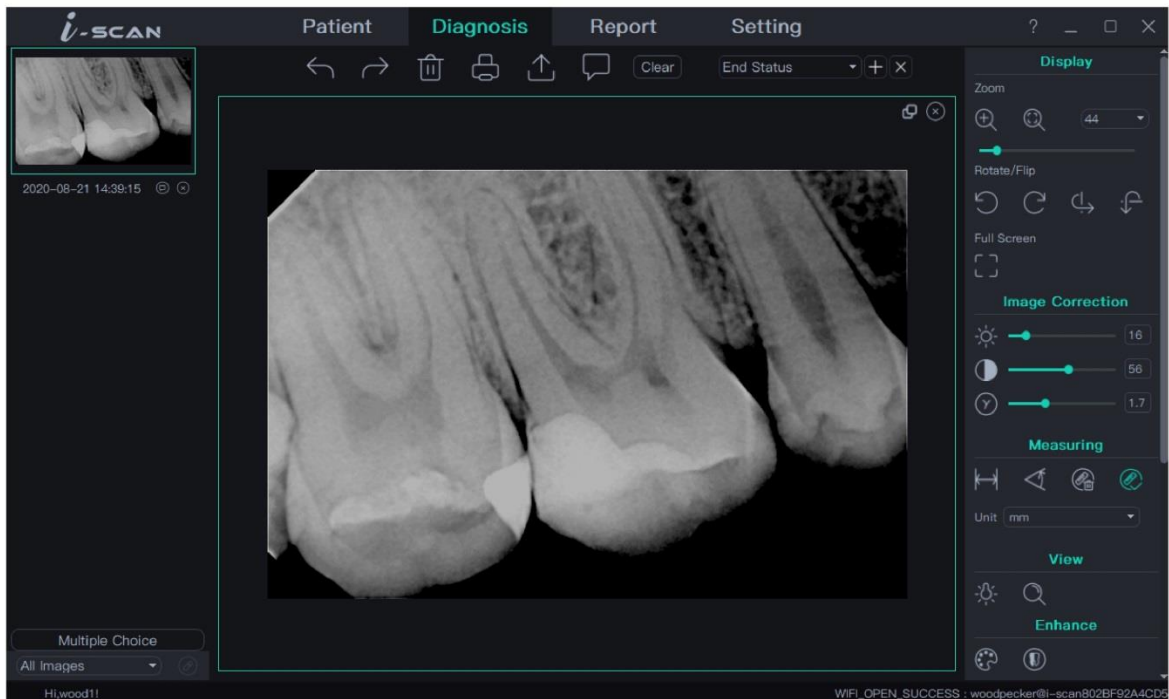 i-SCAN
Patient Diagnosis Report Setting
?
Clear End Status
2020-08-21 14:39:15
Display
Zoom
44
Rotate/Flip
Full Screen
Image Correction
16
56
γ 1.7
Measuring
Unit mm
View
Enhance
Multiple Choice
All Images
Hi,wood1!
WIFI_OPEN_SUCCESS : woodpecker@i-scan802BF92A4CD5